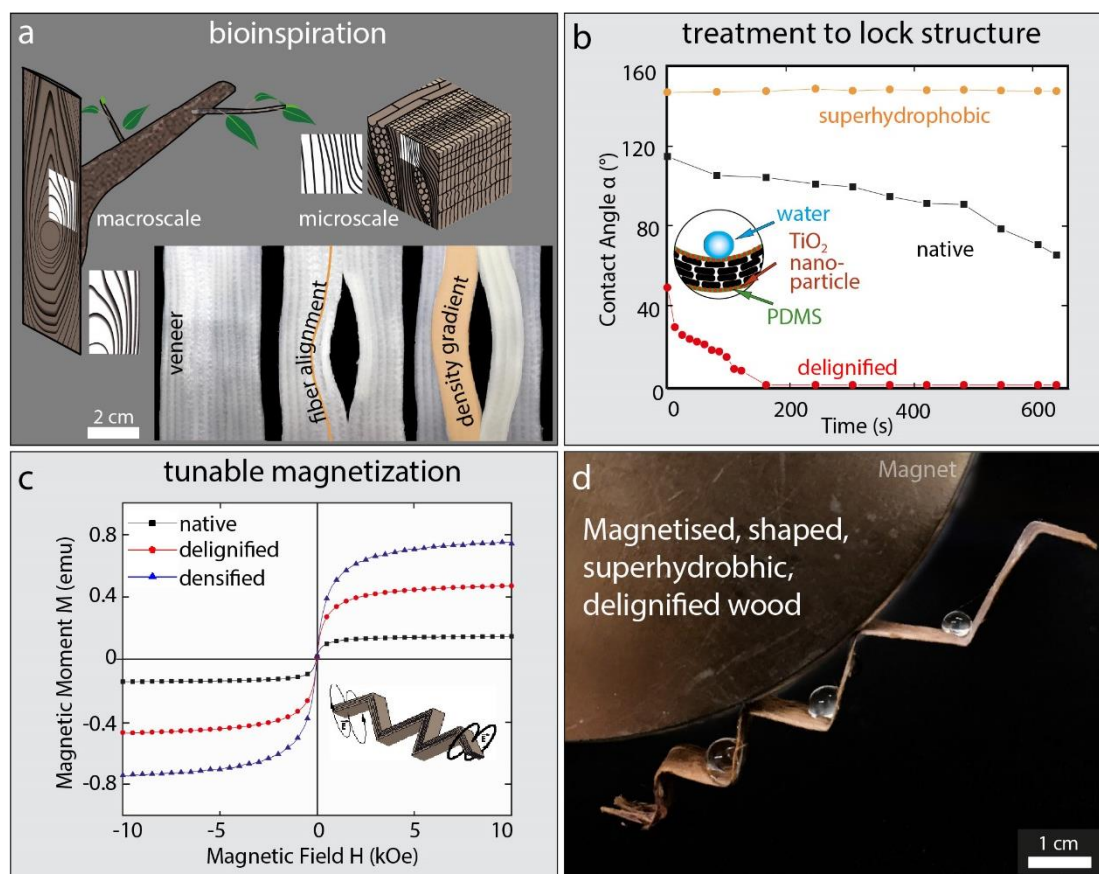 a
bioinspiration
macroscale
microscale
veneer
fiber alignment
density gradient
2 cm
b
treatment to lock structure
160
120
80
40
0
Contact Angle α (°)
superhydrophobic
water
TiO2
nano-
particle
PDMS
native
delignified
0
200
400
600
Time (s)
c
tunable magnetization
native
delignified
densified
0.8
0.4
0
-0.4
-0.8
Magnetic Moment M (emu)
-10
-5
0
5
10
Magnetic Field H (kOe)
d
Magnet
Magnetised, shaped,
superhydrobhic,
delignified wood
1 cm